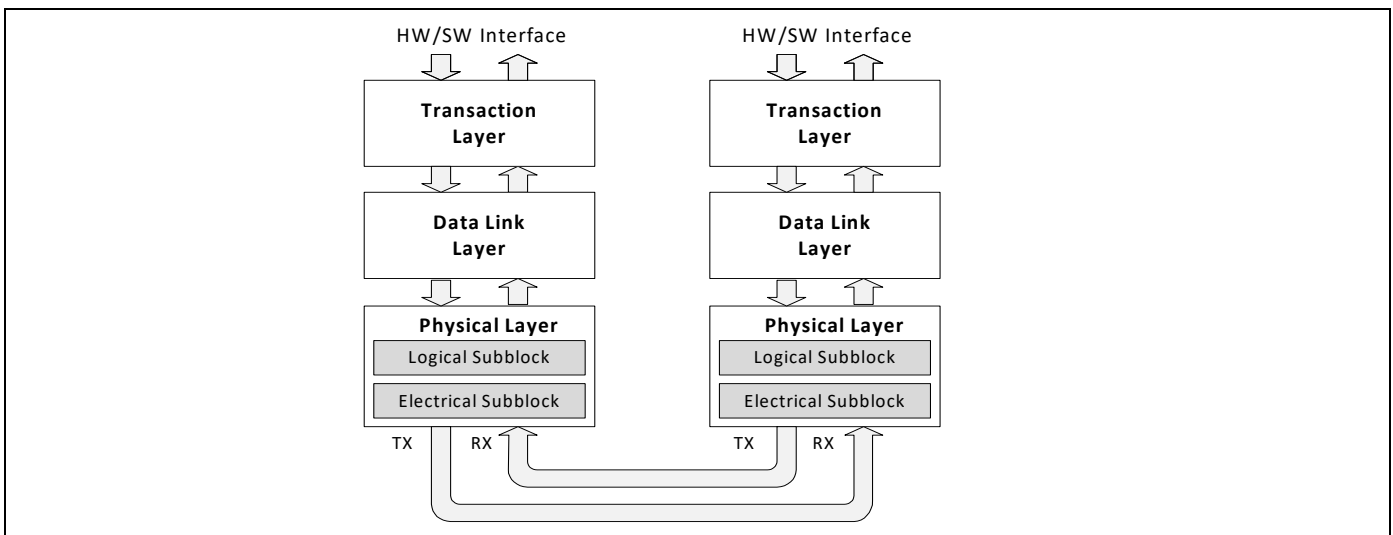 HW/SW Interface
Transaction
Layer
Data Link
Layer
Physical Layer
Logical Subblock
Electrical Subblock
TX RX
HW/SW Interface
Transaction
Layer
Data Link
Layer
Physical Layer
Logical Subblock
Electrical Subblock
TX RX